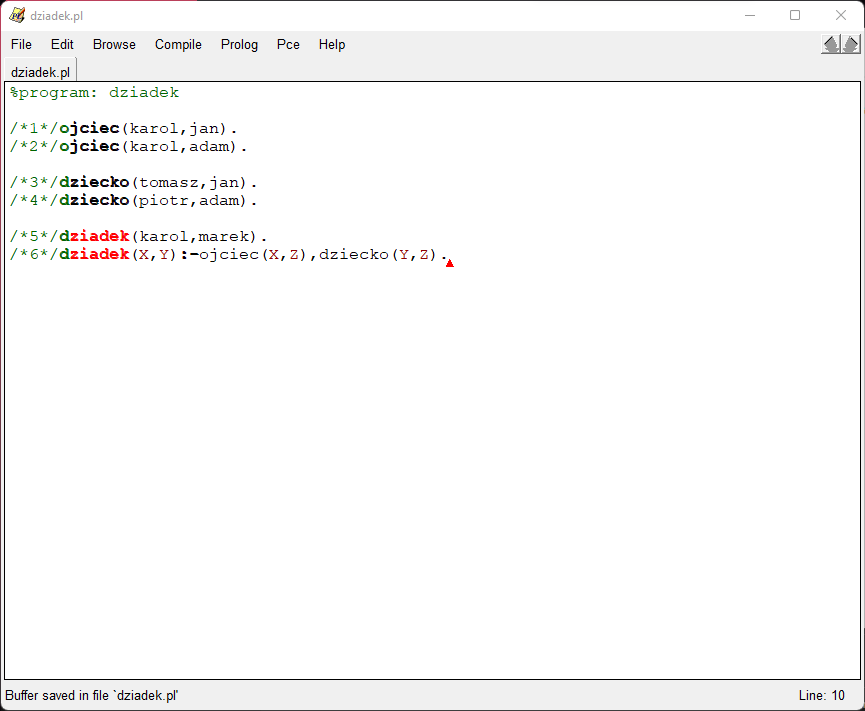 dziadek.pl
File Edit Browse Compile Prolog Pce Help
dziadek.pl
%program: dziadek
/*1*/ojciec(karol,jan).
/*2*/ojciec(karol,adam).
/*3*/dziecko(tomasz,jan).
/*4*/dziecko(piotr,adam).
/*5*/dziadek(karol,marek).
/*6*/dziadek(X,Y):-ojciec(X,Z),dziecko(Y,Z).
Buffer saved in file `dziadek.pl' Line: 10